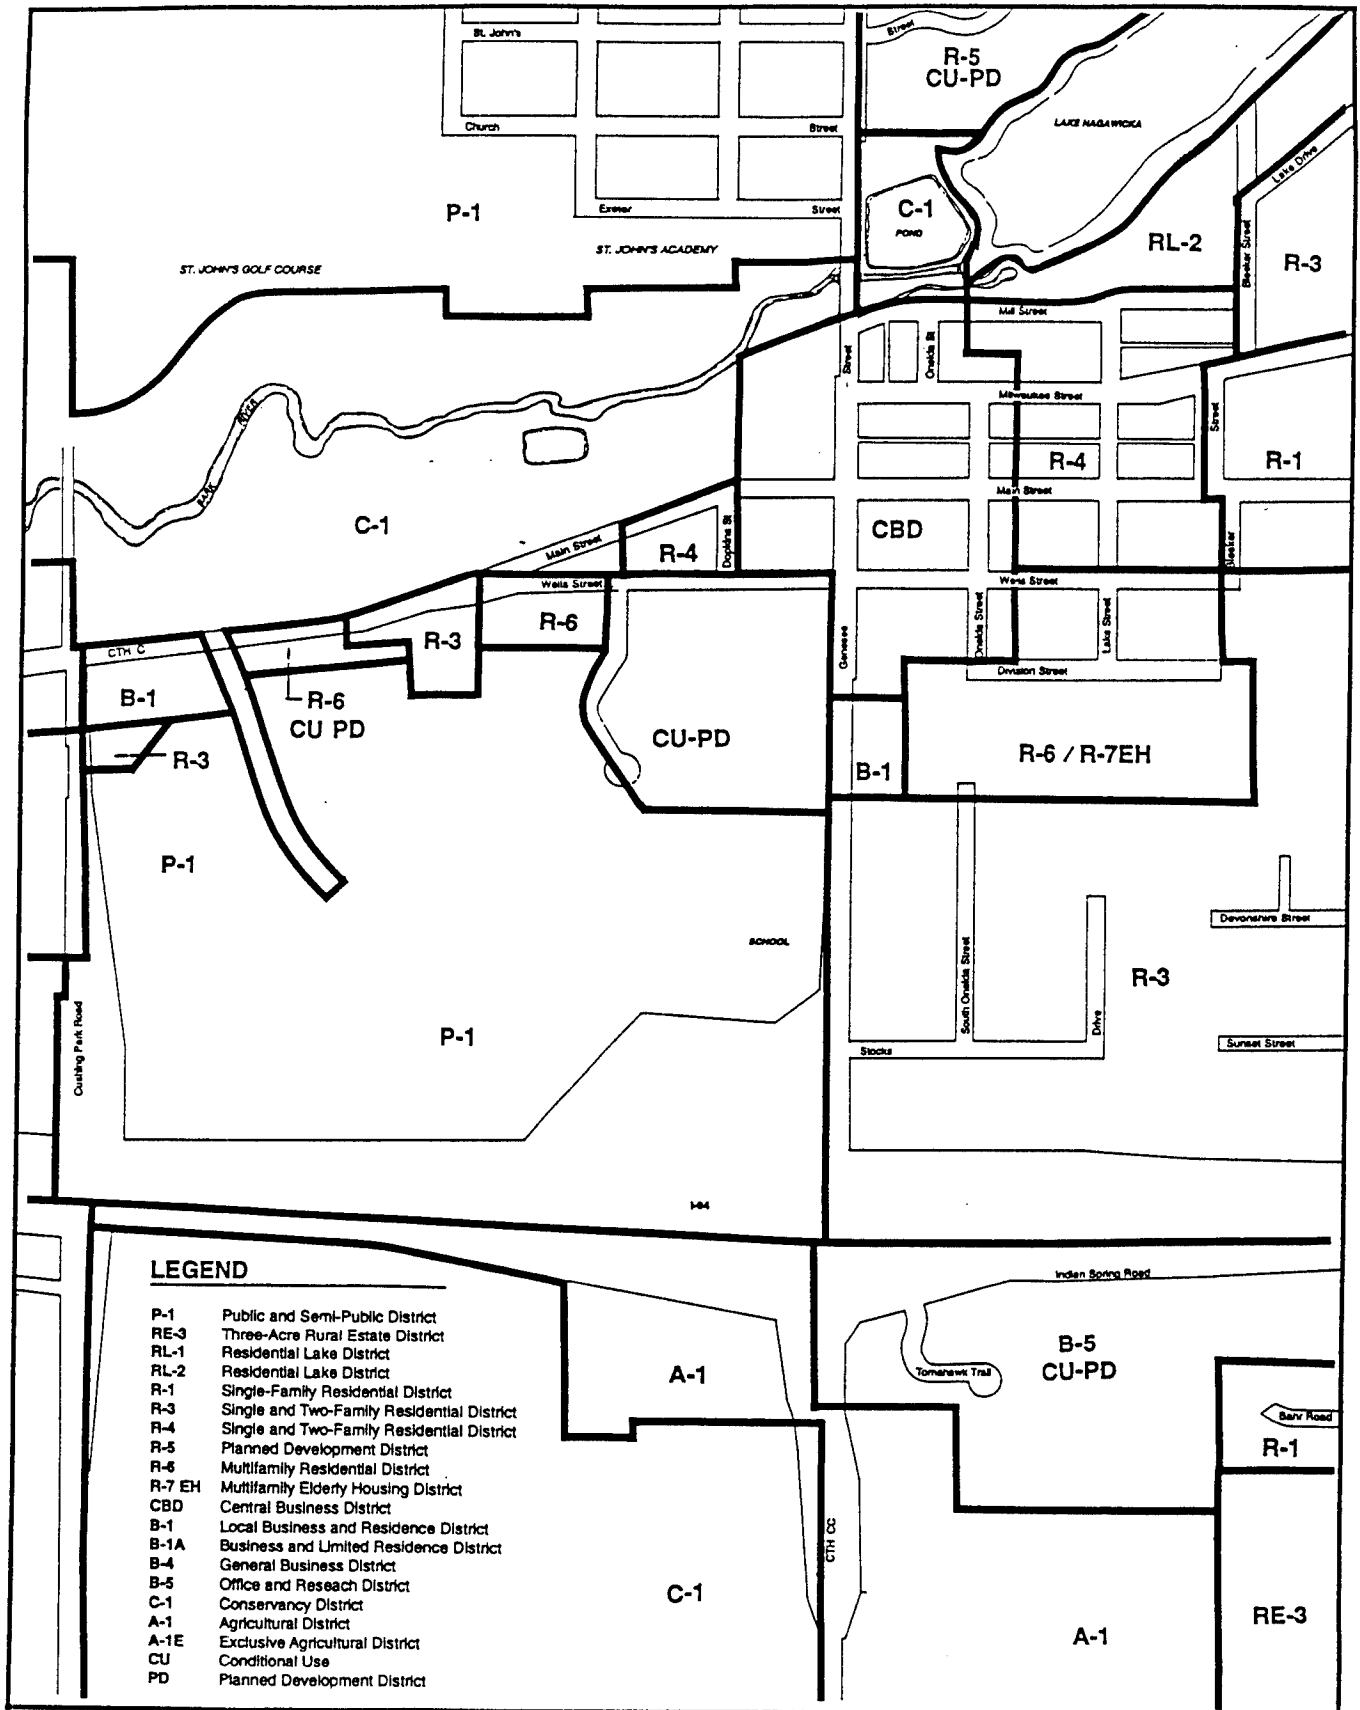 St. John's
Street
R-5
CU-PD
LAKE NAGAWICKA
Church
Street
Lake Drive
P-1
Exeter
Street
C-1
POND
RL-2
Bleeker Street
R-3
ST. JOHN'S ACADEMY
ST. JOHN'S GOLF COURSE
Mill Street
Street
Oneida St
Milwaukee Street
Street
BARK
RIVER
R-4
R-1
Main Street
C-1
Main Street
R-4
Dopkins St
CBD
Bleeker
Wells Street
Wells Street
R-6
R-3
CTH C
Genesee
Oneida Street
Lake Street
Division Street
B-1
R-6
CU PD
R-3
CU-PD
B-1
R-6 / R-7EH
P-1
Devonshire Street
SCHOOL
South Oneida Street
R-3
Cushing Park Road
P-1
Drive
Sunset Street
Stocks
I-94
LEGEND
P-1 Public and Semi-Public District
RE-3 Three-Acre Rural Estate District
RL-1 Residential Lake District
RL-2 Residential Lake District
R-1 Single-Family Residential District
R-3 Single and Two-Family Residential District
R-4 Single and Two-Family Residential District
R-5 Planned Development District
R-6 Multifamily Residential District
R-7 EH Multifamily Elderly Housing District
CBD Central Business District
B-1 Local Business and Residence District
B-1A Business and Limited Residence District
B-4 General Business District
B-5 Office and Reseach District
C-1 Conservancy District
A-1 Agricultural District
A-1E Exclusive Agricultural District
CU Conditional Use
PD Planned Development District
Indian Spring Road
B-5
CU-PD
Tomahawk Trail
A-1
Barr Road
R-1
CTH CC
C-1
A-1
RE-3